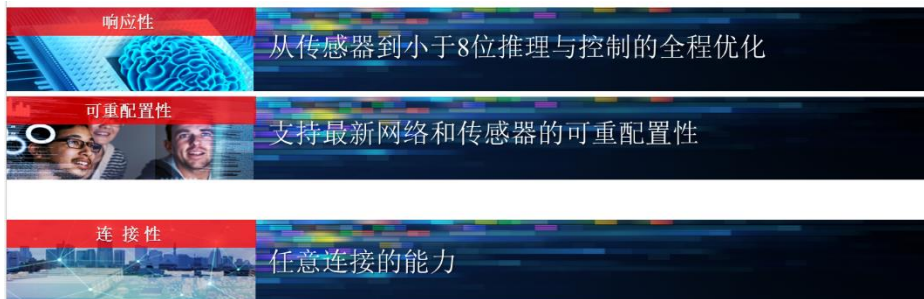 响应性
从传感器到小于8位推理与控制的全程优化
可重配置性
支持最新网络和传感器的可重配置性
连接性
任意连接的能力